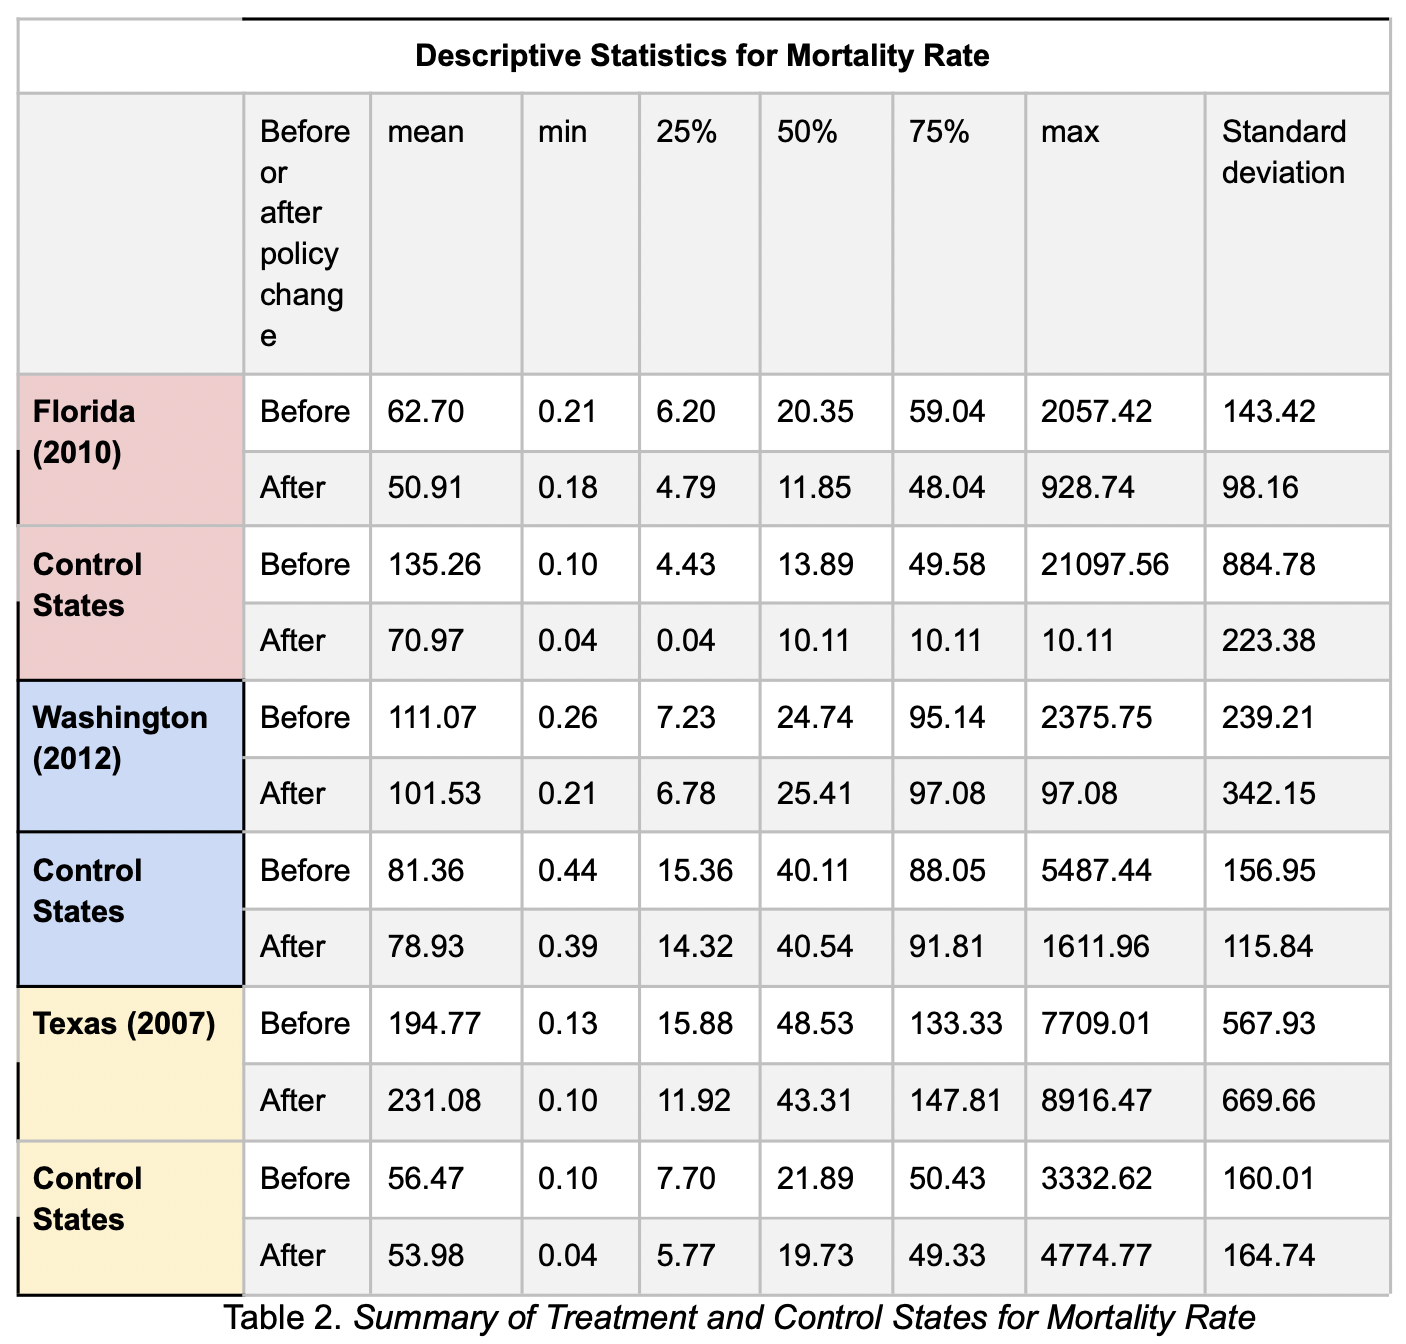 Descriptive Statistics for Mortality Rate
Before or after policy chang e mean min 25% 50% 75% max Standard deviation
Florida (2010) Before 62.70 0.21 6.20 20.35 59.04 2057.42 143.42
After 50.91 0.18 4.79 11.85 48.04 928.74 98.16
Control States Before 135.26 0.10 4.43 13.89 49.58 21097.56 884.78
After 70.97 0.04 0.04 10.11 10.11 10.11 223.38
Washington (2012) Before 111.07 0.26 7.23 24.74 95.14 2375.75 239.21
After 101.53 0.21 6.78 25.41 97.08 97.08 342.15
Control States Before 81.36 0.44 15.36 40.11 88.05 5487.44 156.95
After 78.93 0.39 14.32 40.54 91.81 1611.96 115.84
Texas (2007) Before 194.77 0.13 15.88 48.53 133.33 7709.01 567.93
After 231.08 0.10 11.92 43.31 147.81 8916.47 669.66
Control States Before 56.47 0.10 7.70 21.89 50.43 3332.62 160.01
After 53.98 0.04 5.77 19.73 49.33 4774.77 164.74
Table 2. Summary of Treatment and Control States for Mortality Rate